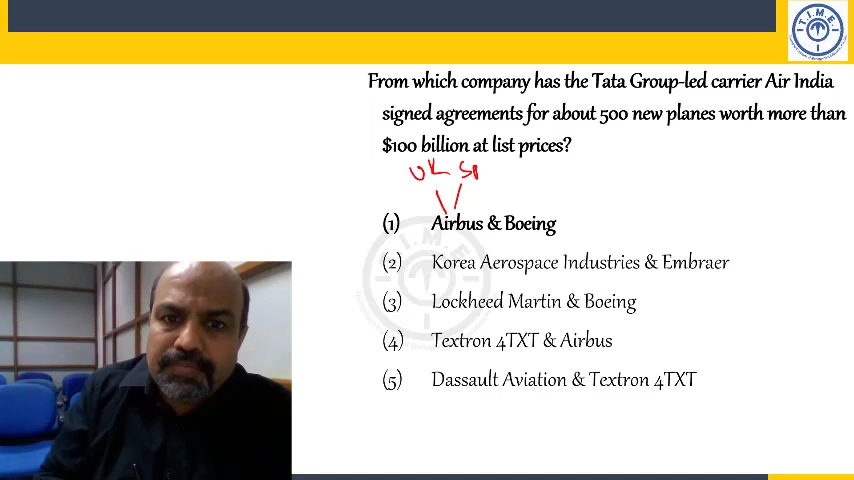 T.I.M.E.
From which company has the Tata Group-led carrier Air India
signed agreements for about 500 new planes worth more than
$100 billion at list prices?
UK SP
(1) Airbus & Boeing
(2) Korea Aerospace Industries & Embraer
(3) Lockheed Martin & Boeing
(4) Textron 4TXT & Airbus
(5) Dassault Aviation & Textron 4TXT